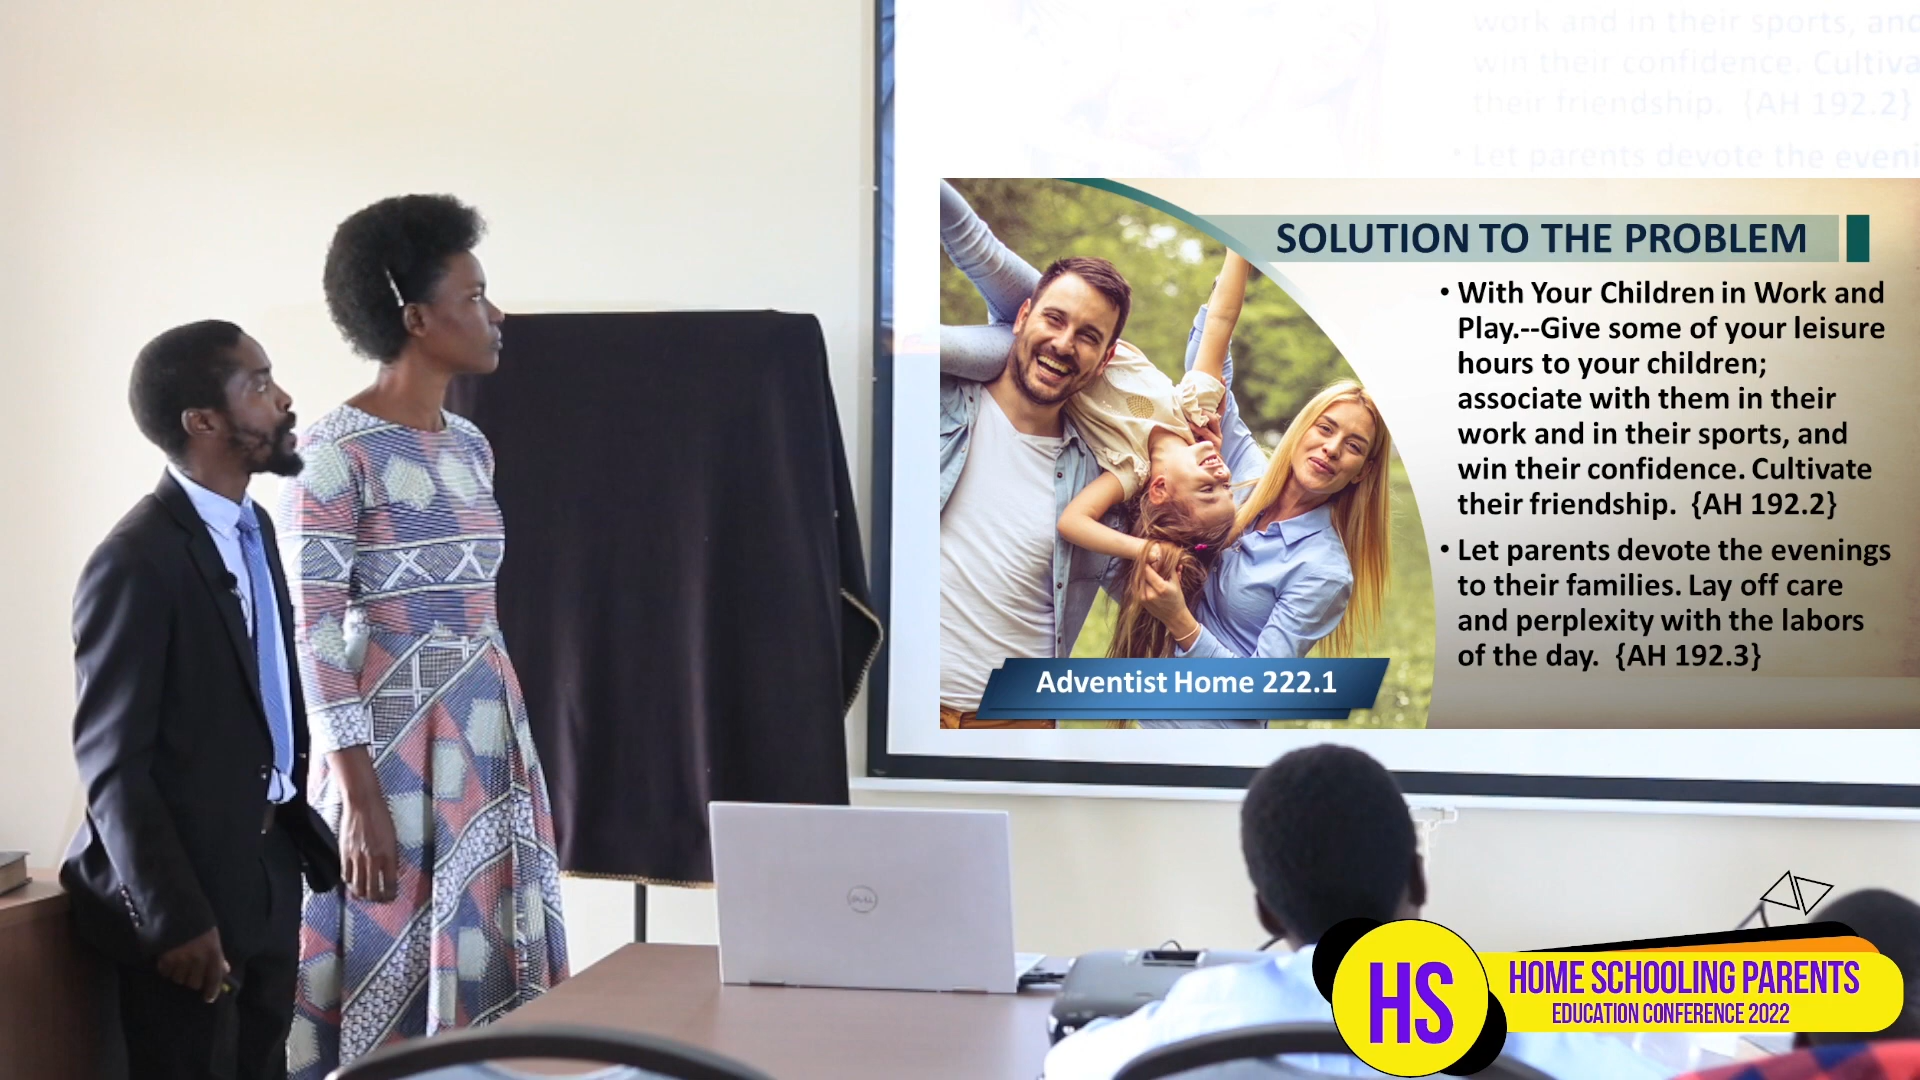 work and in their sports, and
win their confidence. Cultiva
their friendship. {AH 192.2}
• Let parents devote the eveni
SOLUTION TO THE PROBLEM
• With Your Children in Work and
Play.--Give some of your leisure
hours to your children;
associate with them in their
work and in their sports, and
win their confidence. Cultivate
their friendship. {AH 192.2}
• Let parents devote the evenings
to their families. Lay off care
and perplexity with the labors
of the day. {AH 192.3}
Adventist Home 222.1
DELL
HS
HOME SCHOOLING PARENTS
EDUCATION CONFERENCE 2022